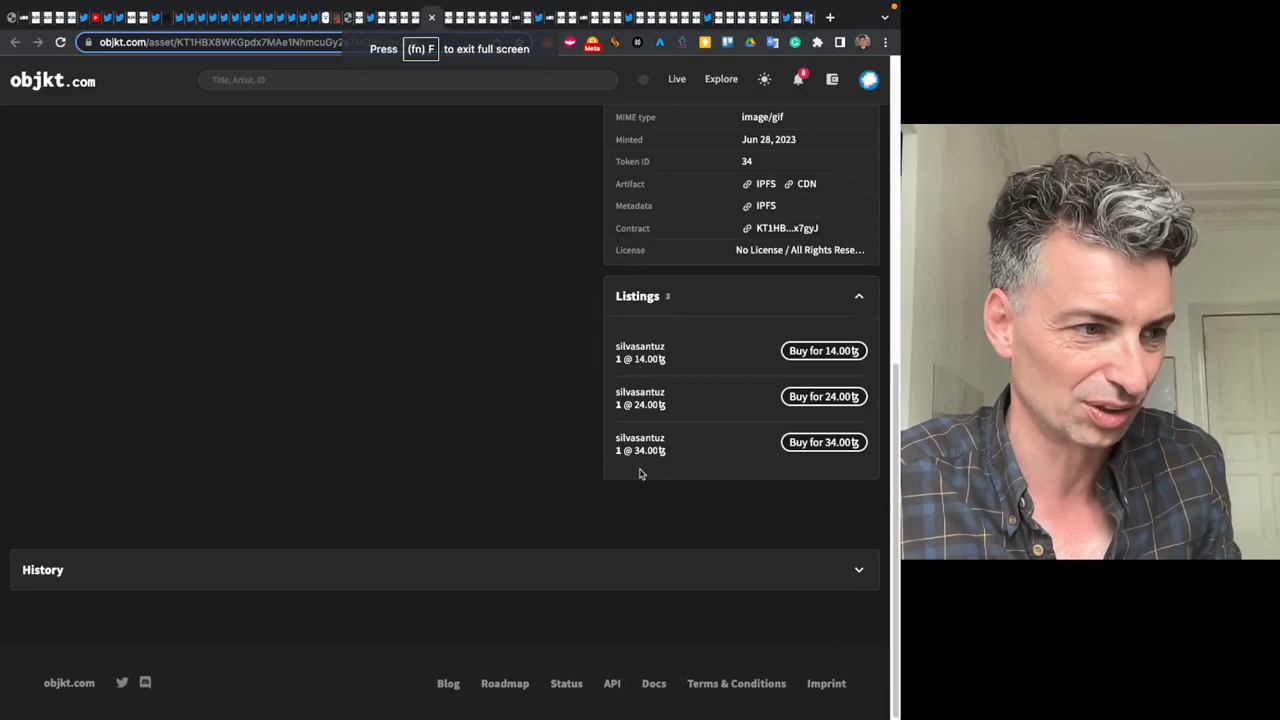 objkt.com/asset/KT1HBX8WKGpdx7MAe1NhmcuGy2
Press (fn) F to exit full screen
Meta
objkt.com
Title, Artist, ID
Live
Explore
8
MIME type image/gif
Minted Jun 28, 2023
Token ID 34
Artifact IPFS CDN
Metadata IPFS
Contract KT1HB...x7gyJ
License No License / All Rights Rese...
Listings 3
silvasantuz
1 @ 14.00ꜩ
Buy for 14.00ꜩ
silvasantuz
1 @ 24.00ꜩ
Buy for 24.00ꜩ
silvasantuz
1 @ 34.00ꜩ
Buy for 34.00ꜩ
History
objkt.com
Blog
Roadmap
Status
API
Docs
Terms & Conditions
Imprint